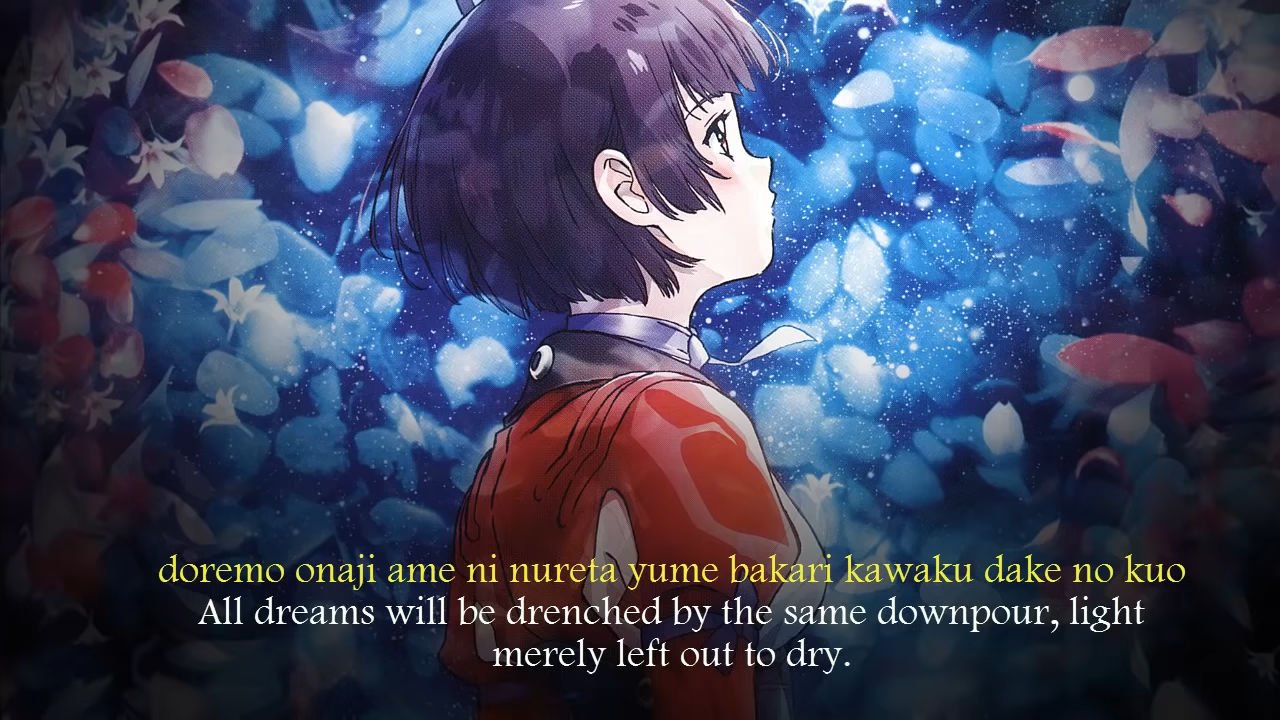 doremo onaji ame ni nureta yume bakari kawaku dake no kuo
All dreams will be drenched by the same downpour, light
merely left out to dry.